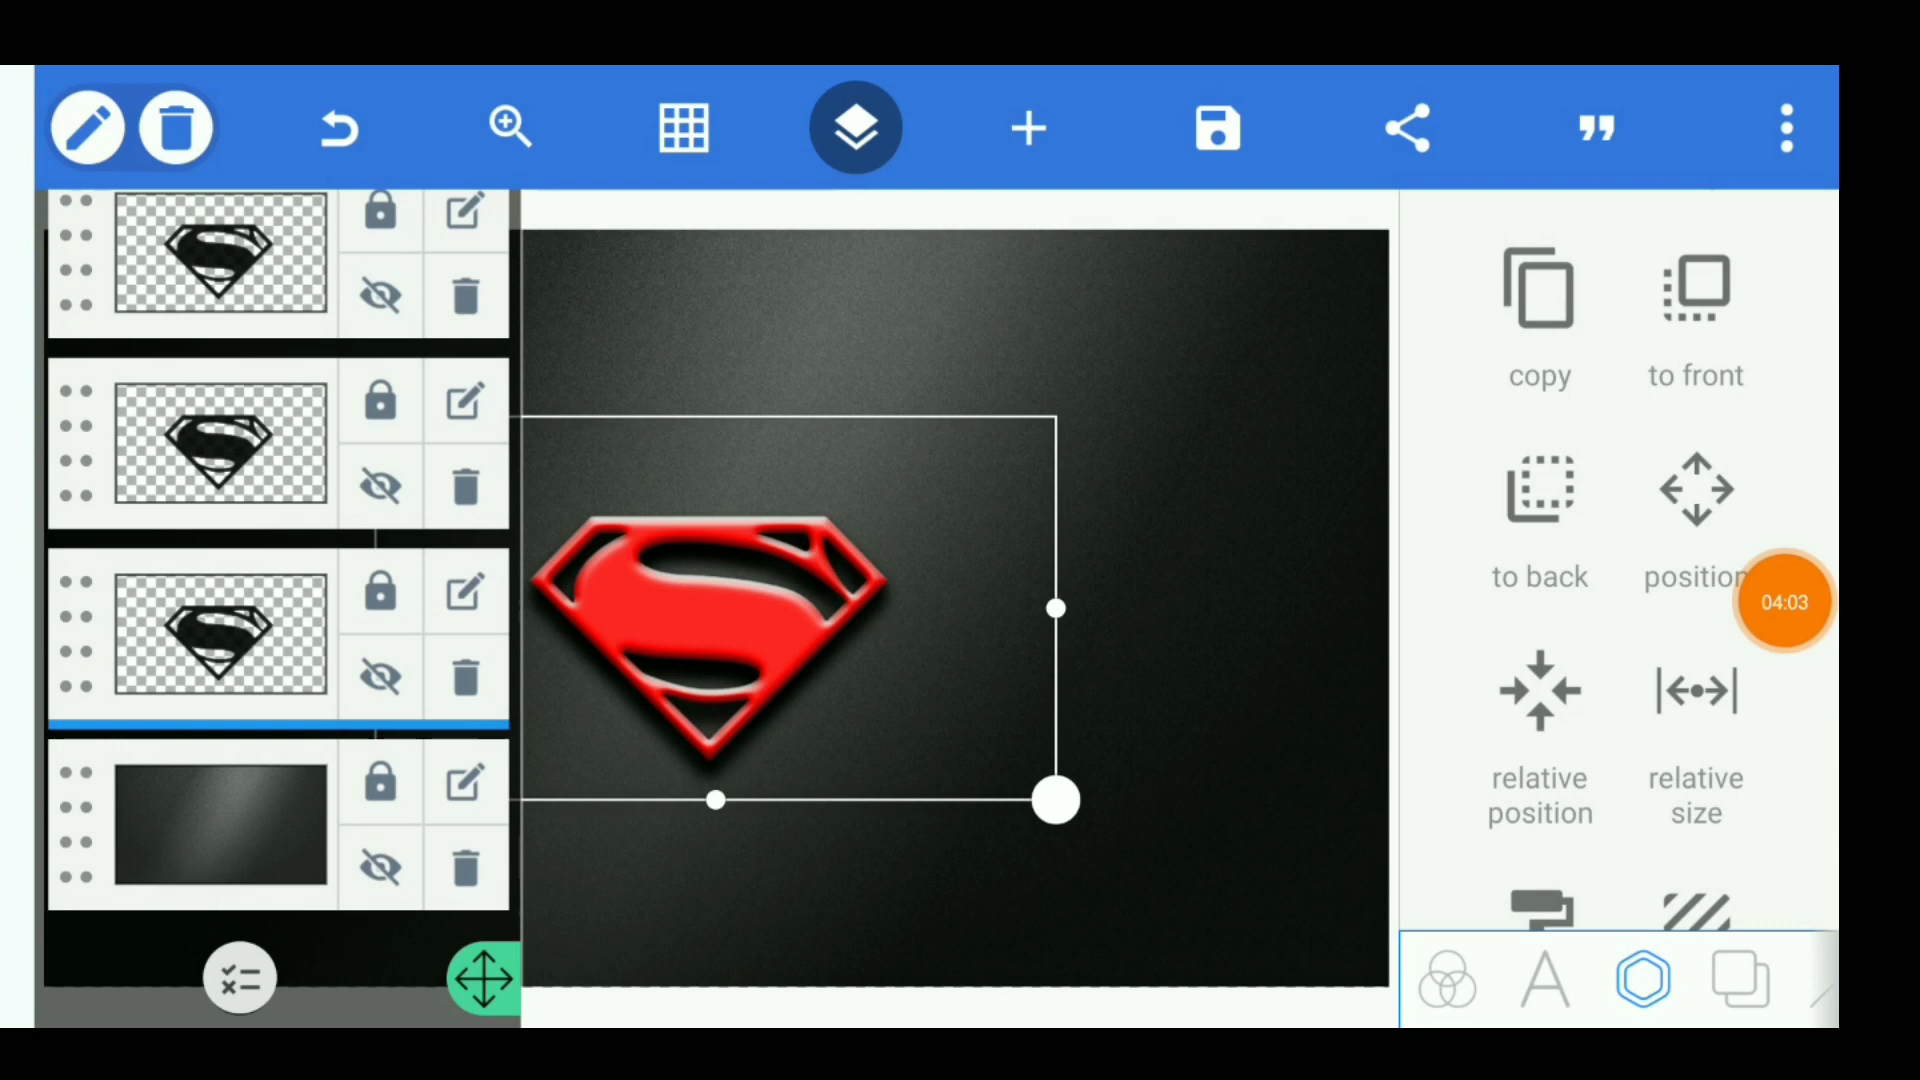 copy
to front
to back
position
04:03
relative
position
relative
size